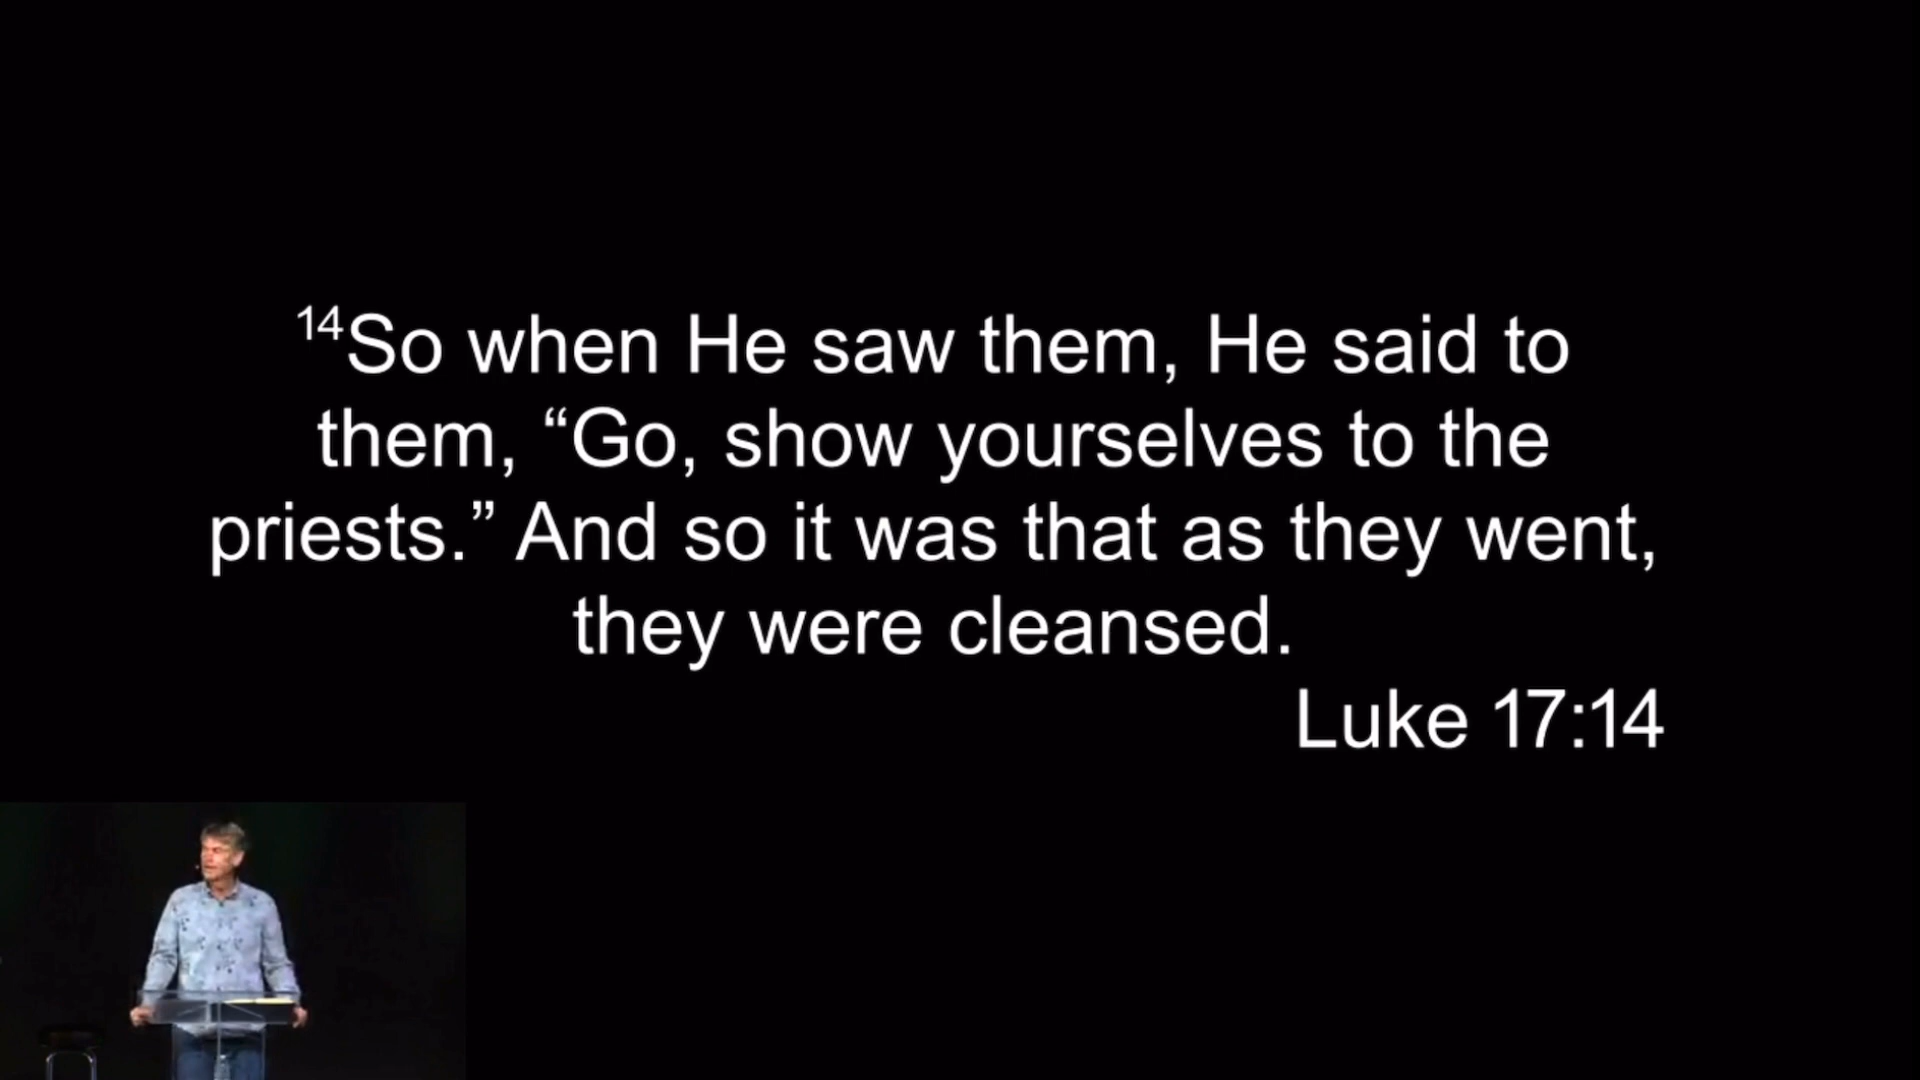 14So when He saw them, He said to
them, “Go, show yourselves to the
priests.” And so it was that as they went,
they were cleansed.
Luke 17:14